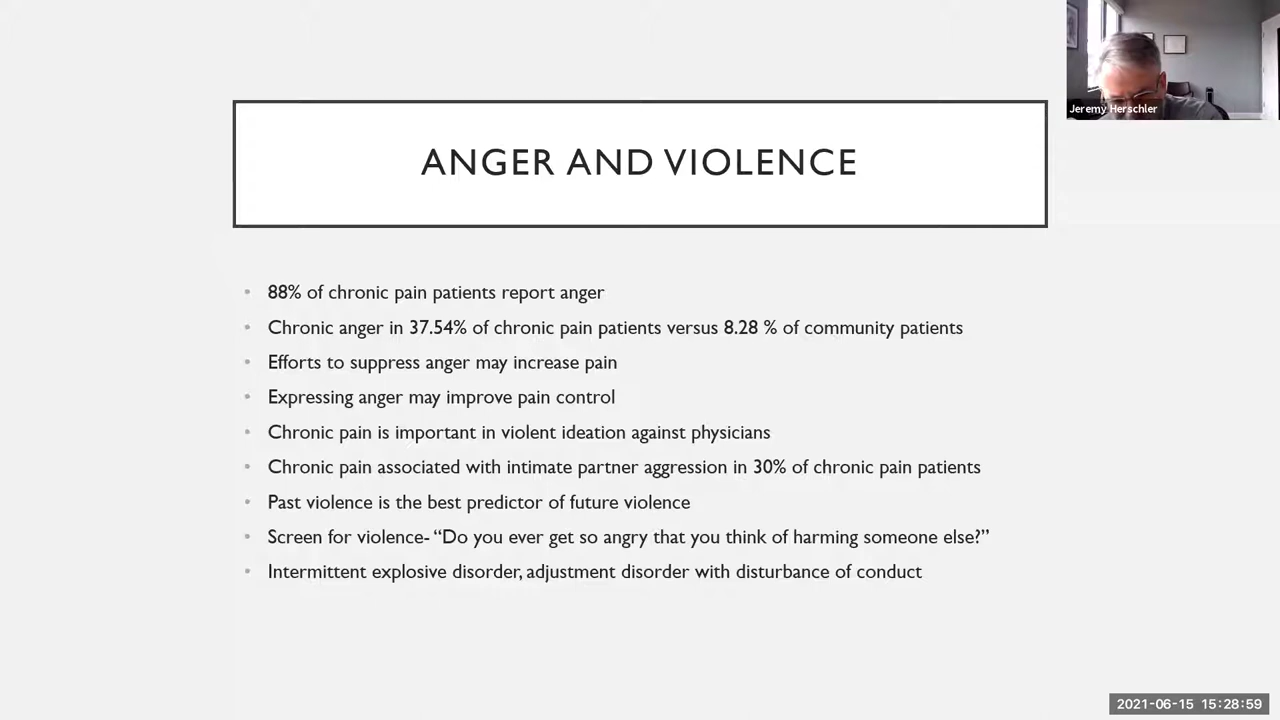 Jeremy Herschler
ANGER AND VIOLENCE
• 88% of chronic pain patients report anger
• Chronic anger in 37.54% of chronic pain patients versus 8.28 % of community patients
• Efforts to suppress anger may increase pain
• Expressing anger may improve pain control
• Chronic pain is important in violent ideation against physicians
• Chronic pain associated with intimate partner aggression in 30% of chronic pain patients
• Past violence is the best predictor of future violence
• Screen for violence- “Do you ever get so angry that you think of harming someone else?”
• Intermittent explosive disorder, adjustment disorder with disturbance of conduct
2021-06-15 15:28:59